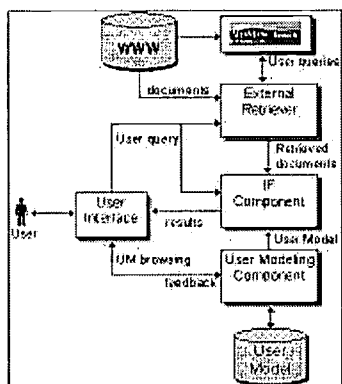 WWW
User queries
documents
External
Retriever
User query
Retrieved
documents
User
Interface
IF
Component
results
User
User Model
UM browsing
User Modeling
Component
feedback
User
Model